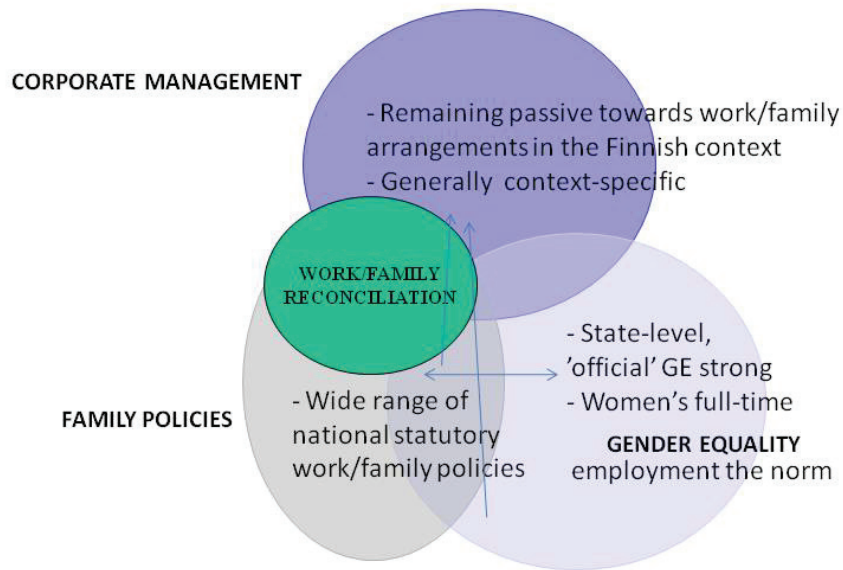 CORPORATE MANAGEMENT
- Remaining passive towards work/family
arrangements in the Finnish context
- Generally context-specific
WORK/FAMILY
RECONCILIATION
- State-level,
’official’ GE strong
- Women’s full-time
GENDER EQUALITY
employment the norm
FAMILY POLICIES
- Wide range of
national statutory
work/family policies